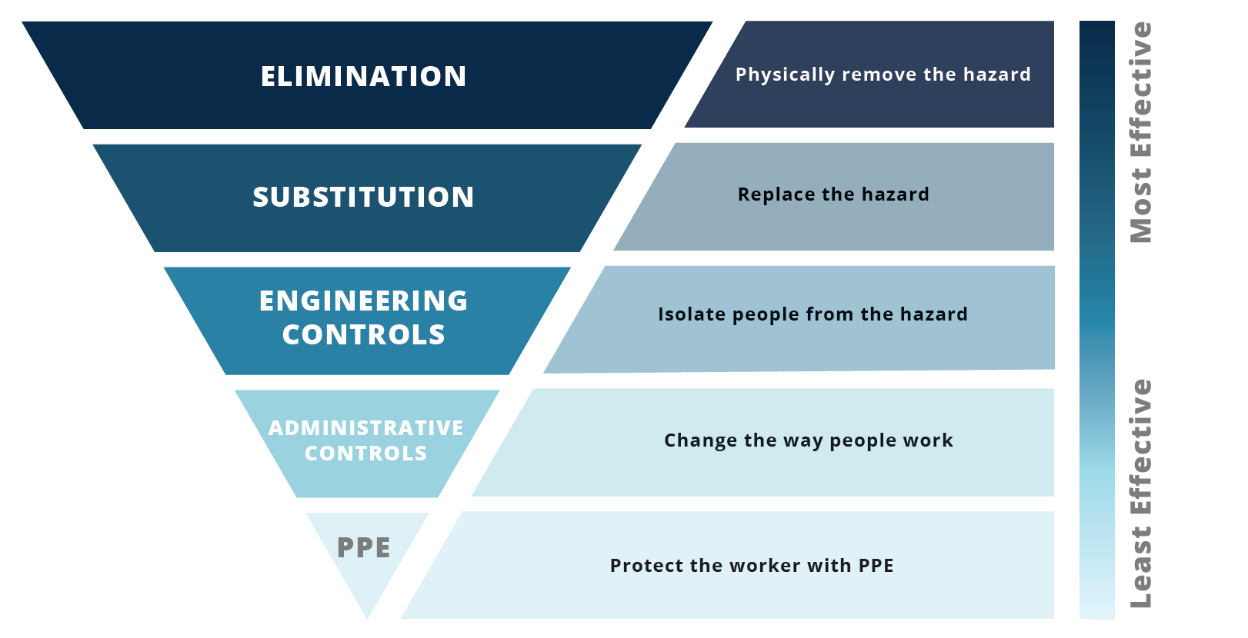 ELIMINATION
Physically remove the hazard
SUBSTITUTION
Replace the hazard
ENGINEERING
CONTROLS
Isolate people from the hazard
ADMINISTRATIVE
CONTROLS
Change the way people work
PPE
Protect the worker with PPE
Most Effective
Least Effective